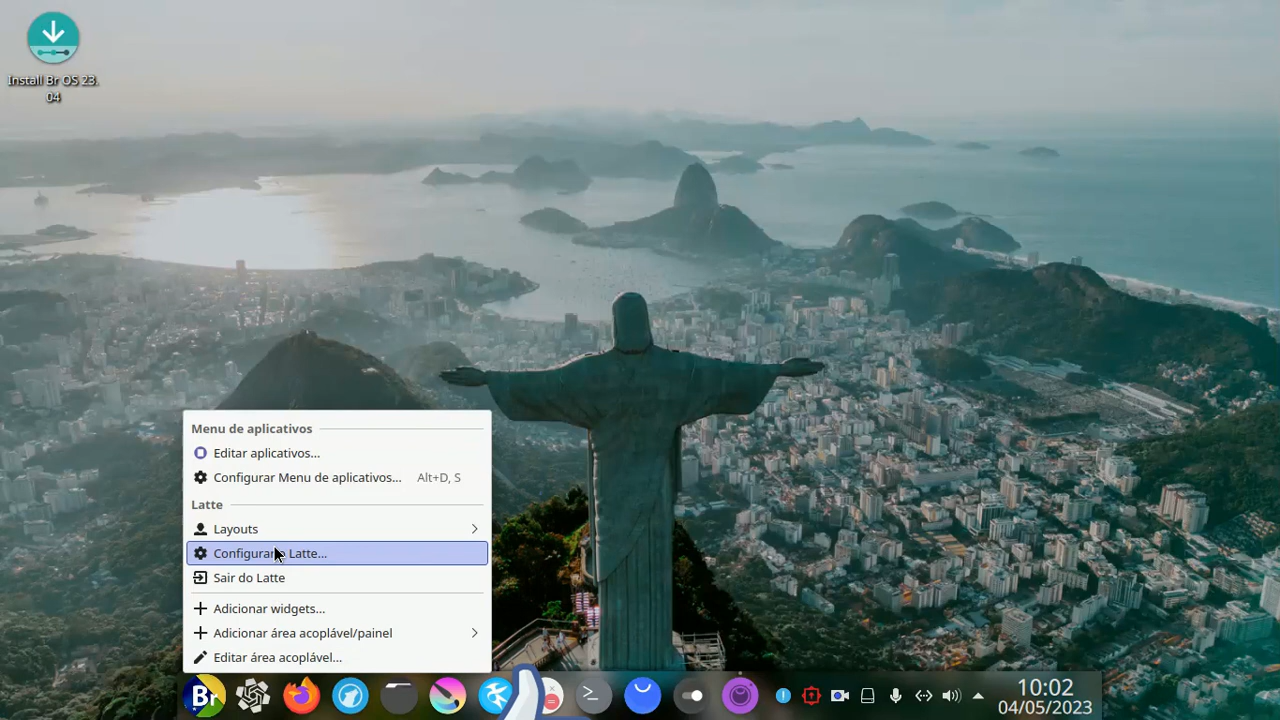 Install Br OS 23.
04
Menu de aplicativos
Editar aplicativos...
Configurar Menu de aplicativos... Alt+D, S
Latte
Layouts
Configurar Latte...
Sair do Latte
Adicionar widgets...
Adicionar área acoplável/painel
Editar área acoplável...
Br
10:02
04/05/2023